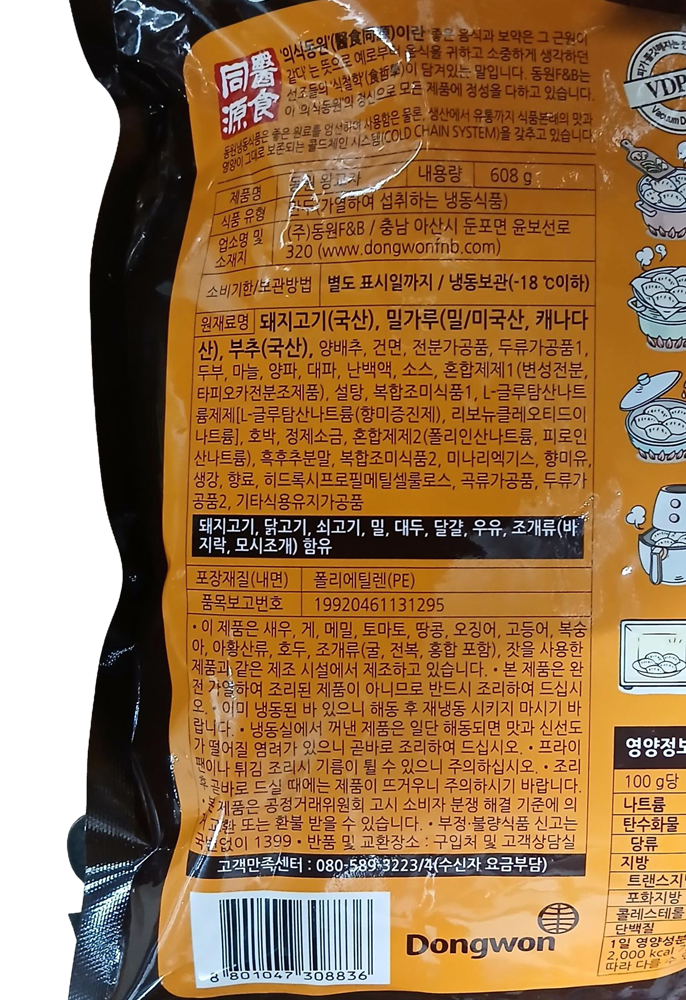 同源 醫食
'의식동원'(醫食同源)이란 좋은 음식과 보약은 그 근원이
같다'는 뜻으로 예로부터 음식을 귀하고 소중하게 생각하던
선조들의 '식철학'(食哲學)이 담겨있는 말입니다. 동원F&B는
이 '의식동원'의 정신으로 모든 제품에 정성을 다하고 있습니다.
동원냉동식품은 좋은 원료를 엄선하여 사용함은 물론, 생산에서 유통까지 식품본래의 맛과
영양이 그대로 보존되는 콜드체인 시스템(COLD CHAIN SYSTEM)을 갖추고 있습니다
제품명 동원 왕교자 내용량 608 g
식품 유형 만두(가열하여 섭취하는 냉동식품)
업소명 및 소재지 (주)동원F&B / 충남 아산시 둔포면 윤보선로
320 (www.dongwonfnb.com)
소비기한/보관방법 별도 표시일까지 / 냉동보관(-18 ℃이하)
원재료명 돼지고기(국산), 밀가루(밀/미국산, 캐나다
산), 부추(국산), 양배추, 건면, 전분가공품, 두류가공품1,
두부, 마늘, 양파, 대파, 난백액, 소스, 혼합제제1(변성전분,
타피오카전분조제품), 설탕, 복합조미식품1, L-글루탐산나트
륨제제[L-글루탐산나트륨(향미증진제), 리보뉴클레오티드이
나트륨], 호박, 정제소금, 혼합제제2(폴리인산나트륨, 피로인
산나트륨), 흑후추분말, 복합조미식품2, 미나리엑기스, 향미유,
생강, 향료, 히드록시프로필메틸셀룰로스, 곡류가공품, 두류가
공품2, 기타식용유지가공품
돼지고기, 닭고기, 쇠고기, 밀, 대두, 달걀, 우유, 조개류(바
지락, 모시조개) 함유
포장재질(내면) 폴리에틸렌(PE)
품목보고번호 19920461131295
• 이 제품은 새우, 게, 메밀, 토마토, 땅콩, 오징어, 고등어, 복숭
아, 아황산류, 호두, 조개류(굴, 전복, 홍합 포함), 잣을 사용한
제품과 같은 제조 시설에서 제조하고 있습니다. • 본 제품은 완
전 가열하여 조리된 제품이 아니므로 반드시 조리하여 드십시
오. • 이미 냉동된 바 있으니 해동 후 재냉동 시키지 마시기 바
랍니다. • 냉동실에서 꺼낸 제품은 일단 해동되면 맛과 신선도
가 떨어질 염려가 있으니 곧바로 조리하여 드십시오. • 프라이
팬이나 튀김 조리시 기름이 튈 수 있으니 주의하십시오. • 조리
후 곧바로 드실 때에는 제품이 뜨거우니 주의하시기 바랍니다.
• 본 제품은 공정거래위원회 고시 소비자 분쟁 해결 기준에 의
거 교환 또는 환불 받을 수 있습니다. • 부정·불량식품 신고는
국번없이 1399 • 반품 및 교환장소 : 구입처 및 고객상담실
고객만족센터 : 080-589-3223/4(수신자 요금부담)
8 801047 308836
Dongwon
VDP
영양정보
100 g당
나트륨
탄수화물
당류
지방
트랜스지
포화지방
콜레스테롤
단백질
1일 영양성분
2,000 kcal
따라 다를